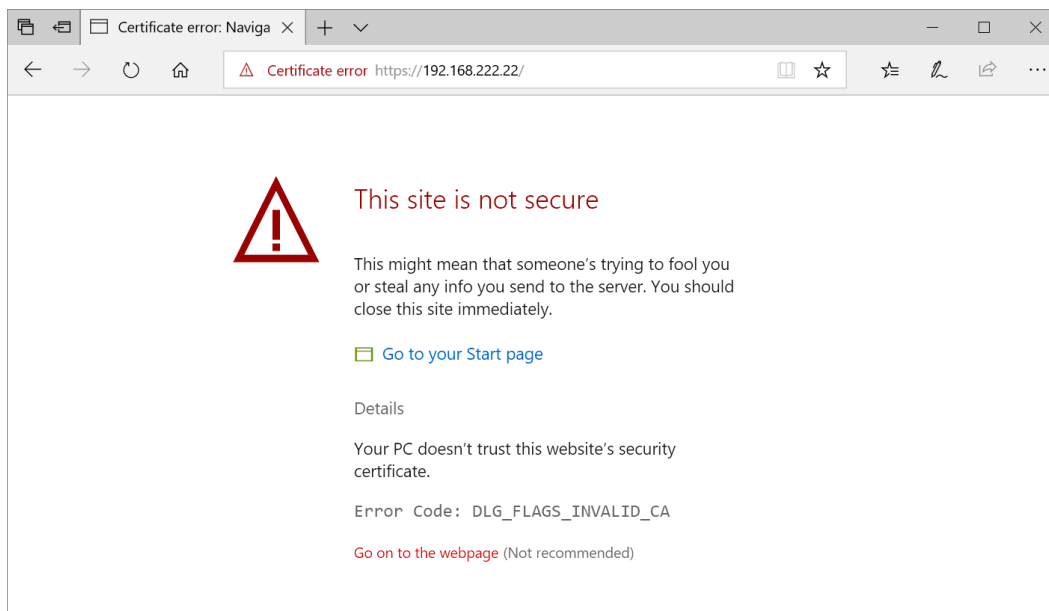 Certificate error: Naviga
Certificate error https://192.168.222.22/
This site is not secure
This might mean that someone's trying to fool you
or steal any info you send to the server. You should
close this site immediately.
Go to your Start page
Details
Your PC doesn't trust this website's security
certificate.
Error Code: DLG_FLAGS_INVALID_CA
Go on to the webpage (Not recommended)